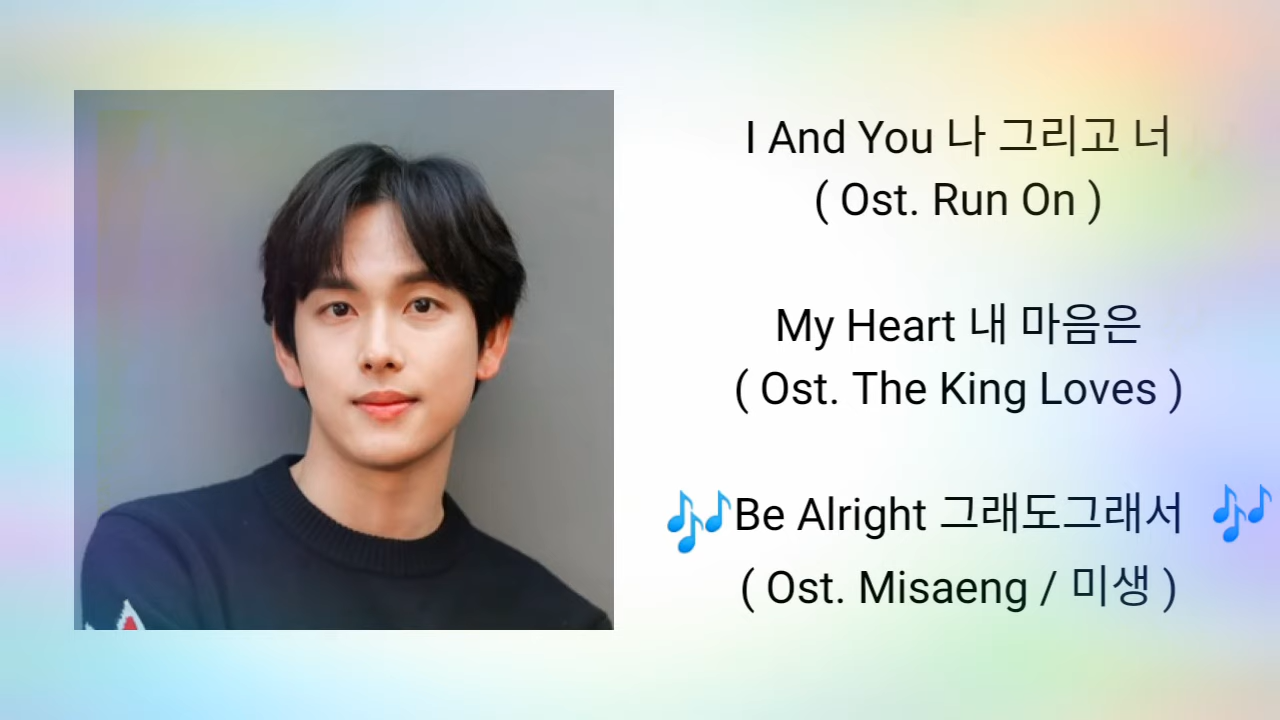 I And You 나 그리고 너
( Ost. Run On )
My Heart 내 마음은
( Ost. The King Loves )
🎶Be Alright 그래도그래서 🎶
( Ost. Misaeng / 미생 )